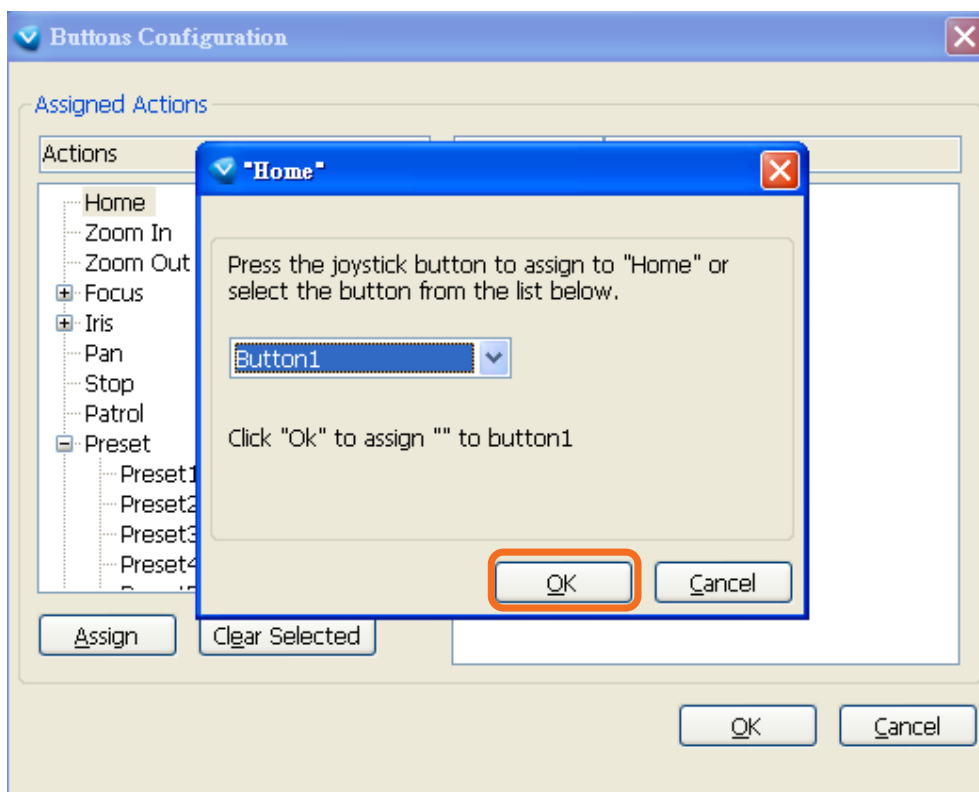 Buttons Configuration
Assigned Actions
Actions
Home
Zoom In
Zoom Out
Focus
Iris
Pan
Stop
Patrol
Preset
Preset1
Preset2
Preset3
Preset4
"Home"
Press the joystick button to assign to "Home" or
select the button from the list below.
Button1
Click "Ok" to assign "" to button1
OK
Cancel
Assign
Clear Selected
OK
Cancel